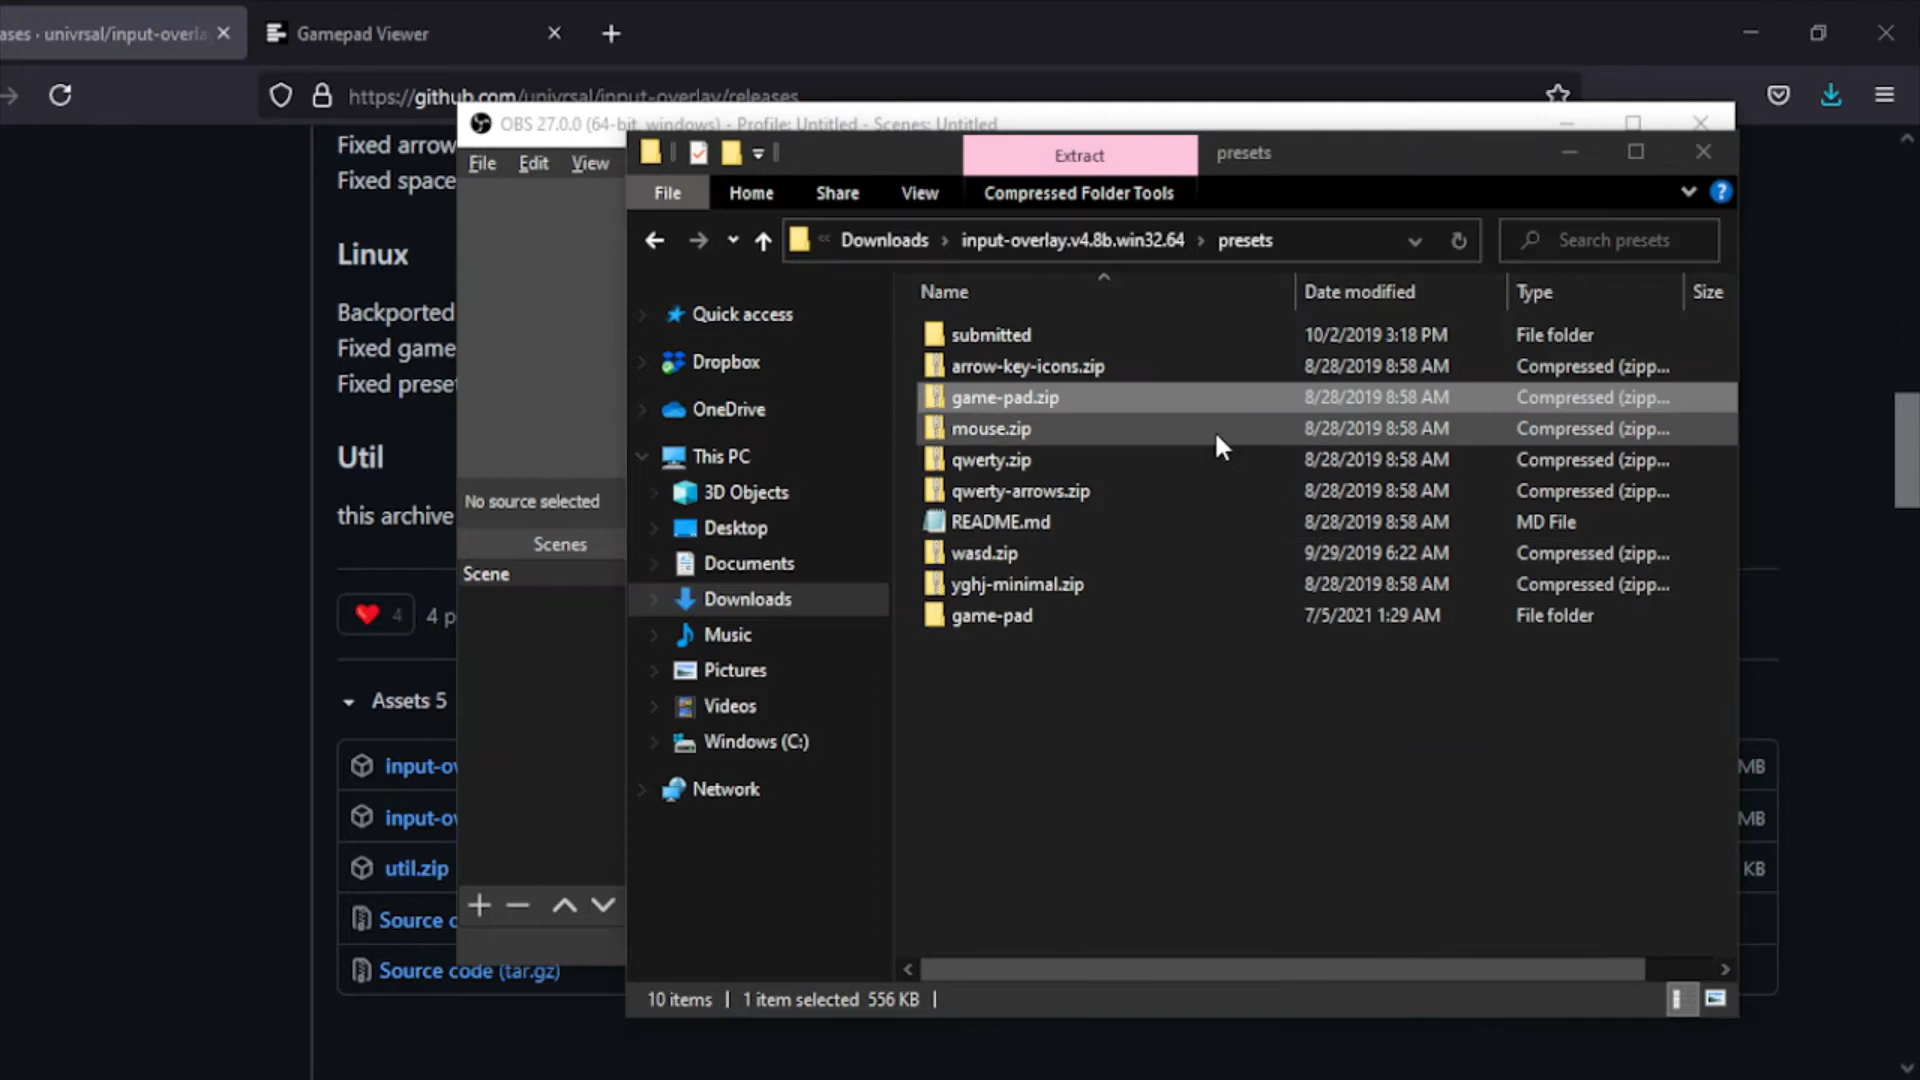 ases · univrsal/input-overla
Gamepad Viewer
https://github.com/univrsal/input-overlay/releases
Fixed arrow
Fixed space
Linux
Backported
Fixed game
Fixed preset
Util
this archive
4
4 p
Assets 5
input-ov
MB
input-ov
MB
util.zip
KB
Source c
Source code (tar.gz)
OBS 27.0.0 (64-bit, windows) - Profile: Untitled - Scenes: Untitled
File Edit View
No source selected
Scenes
Scene
Extract
presets
File
Home
Share
View
Compressed Folder Tools
« Downloads › input-overlay.v4.8b.win32.64 › presets
Search presets
Quick access
Dropbox
OneDrive
This PC
3D Objects
Desktop
Documents
Downloads
Music
Pictures
Videos
Windows (C:)
Network
Name Date modified Type Size
submitted 10/2/2019 3:18 PM File folder
arrow-key-icons.zip 8/28/2019 8:58 AM Compressed (zipp...
game-pad.zip 8/28/2019 8:58 AM Compressed (zipp...
mouse.zip 8/28/2019 8:58 AM Compressed (zipp...
qwerty.zip 8/28/2019 8:58 AM Compressed (zipp...
qwerty-arrows.zip 8/28/2019 8:58 AM Compressed (zipp...
README.md 8/28/2019 8:58 AM MD File
wasd.zip 9/29/2019 6:22 AM Compressed (zipp...
yghj-minimal.zip 8/28/2019 8:58 AM Compressed (zipp...
game-pad 7/5/2021 1:29 AM File folder
10 items | 1 item selected 556 KB |